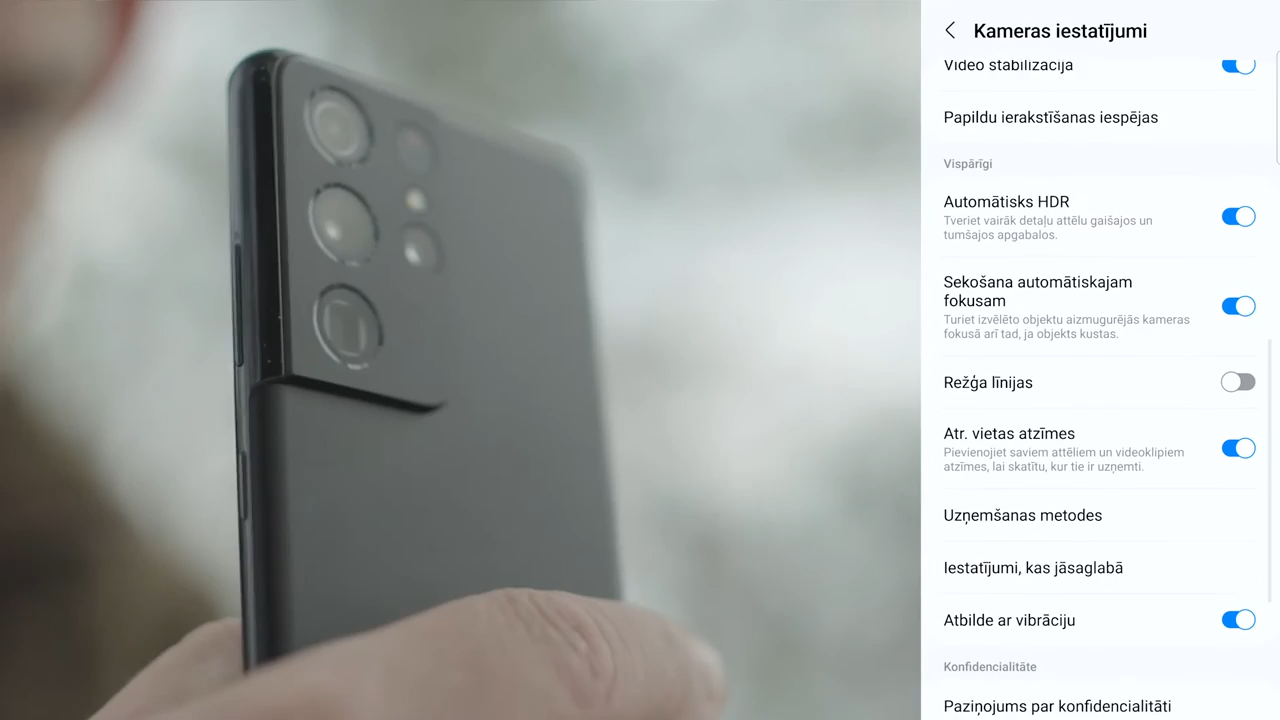 Kameras iestatījumi
Video stabilizācija
Papildu ierakstīšanas iespējas
Vispārīgi
Automātisks HDR
Tveriet vairāk detaļu attēlu gaišajos un
tumšajos apgabalos.
Sekošana automātiskajam
fokusam
Turiet izvēlēto objektu aizmugurējās kameras
fokusā arī tad, ja objekts kustas.
Režģa līnijas
Atr. vietas atzīmes
Pievienojiet saviem attēliem un videoklipiem
atzīmes, lai skatītu, kur tie ir uzņemti.
Uzņemšanas metodes
Iestatījumi, kas jāsaglabā
Atbilde ar vibrāciju
Konfidencialitāte
Paziņojums par konfidencialitāti